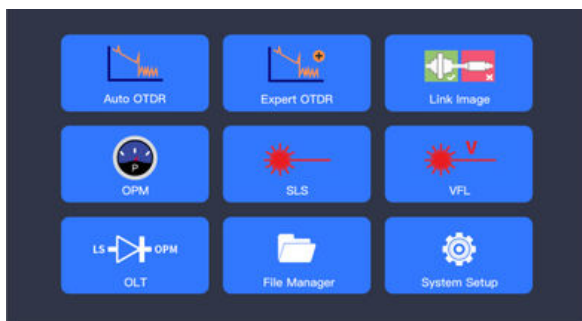 Auto OTDR
Expert OTDR
Link Image
P
OPM
SLS
V
VFL
LS OPM
OLT
File Manager
System Setup